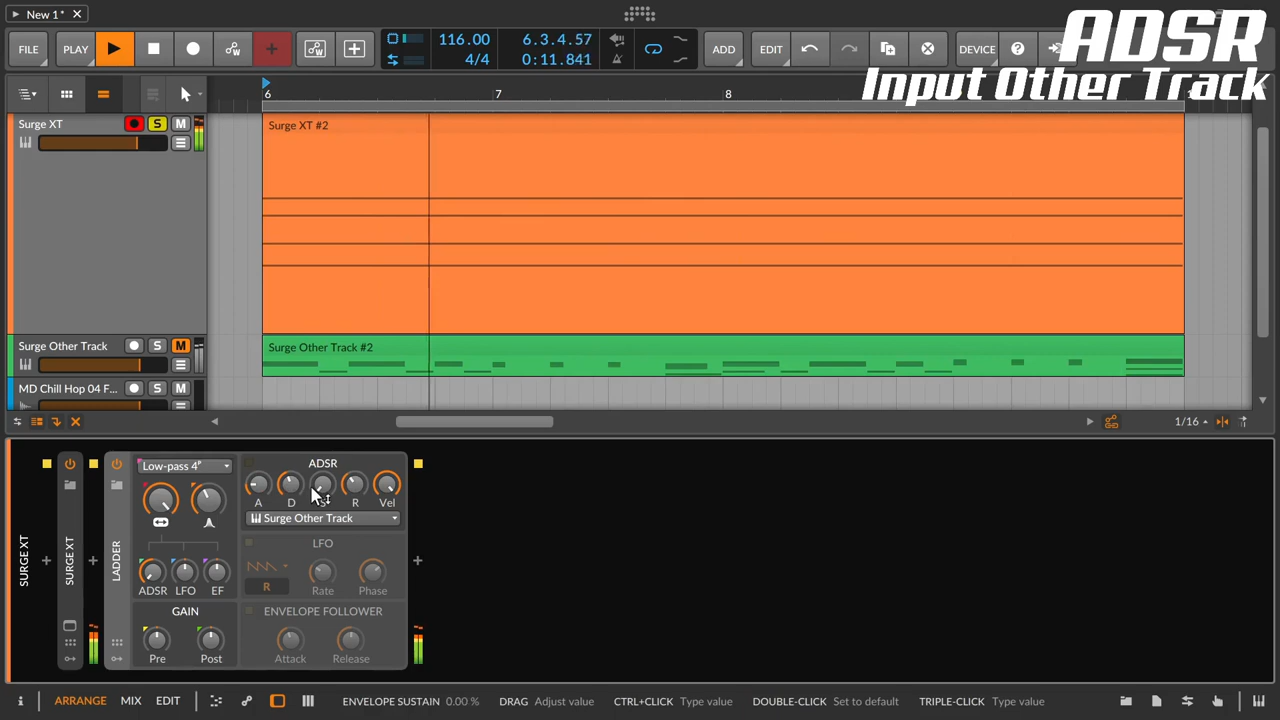 New 1*
ADSR
Input Other Track
FILE
PLAY
116.00
4/4
6.3.4.57
0:11.841
ADD
EDIT
DEVICE
6
7
8
Surge XT
S
M
Surge XT #2
Surge Other Track
S
M
Surge Other Track #2
MD Chill Hop 04 F...
S
M
1/16
SURGE XT
SURGE XT
LADDER
Low-pass 4
ADSR
LFO
EF
GAIN
Pre
Post
ADSR
A
D
R
Vel
Surge Other Track
LFO
R
Rate
Phase
ENVELOPE FOLLOWER
Attack
Release
ARRANGE
MIX
EDIT
ENVELOPE SUSTAIN 0.00 %
DRAG Adjust value
CTRL+CLICK Type value
DOUBLE-CLICK Set to default
TRIPLE-CLICK Type value